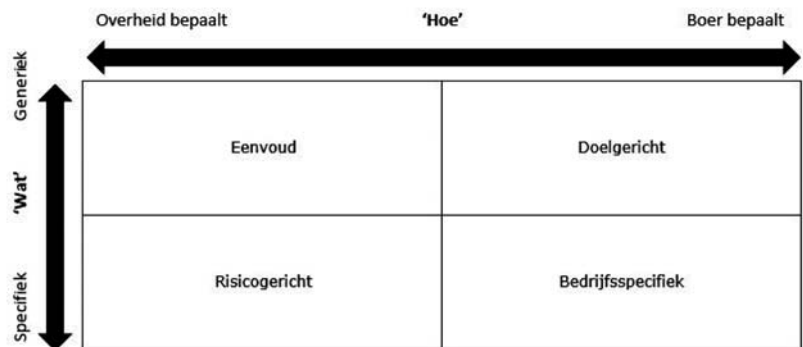 Overheid bepaalt
‘Hoe’
Boer bepaalt
Generiek
‘Wat’
Specifiek
Eenvoud
Doelgericht
Risicogericht
Bedrijfsspecifiek